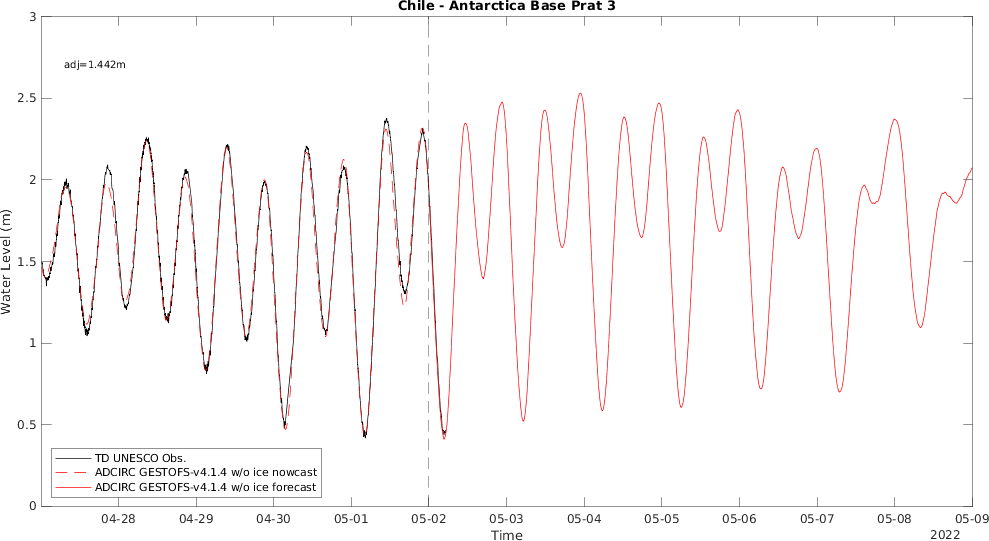 Chile - Antarctica Base Prat 3
adj=1.442m
3
2.5
2
1.5
1
0.5
0
Water Level (m)
TD UNESCO Obs.
ADCIRC GESTOFS-v4.1.4 w/o ice nowcast
ADCIRC GESTOFS-v4.1.4 w/o ice forecast
04-28 04-29 04-30 05-01 05-02 05-03 05-04 05-05 05-06 05-07 05-08 05-09
Time
2022